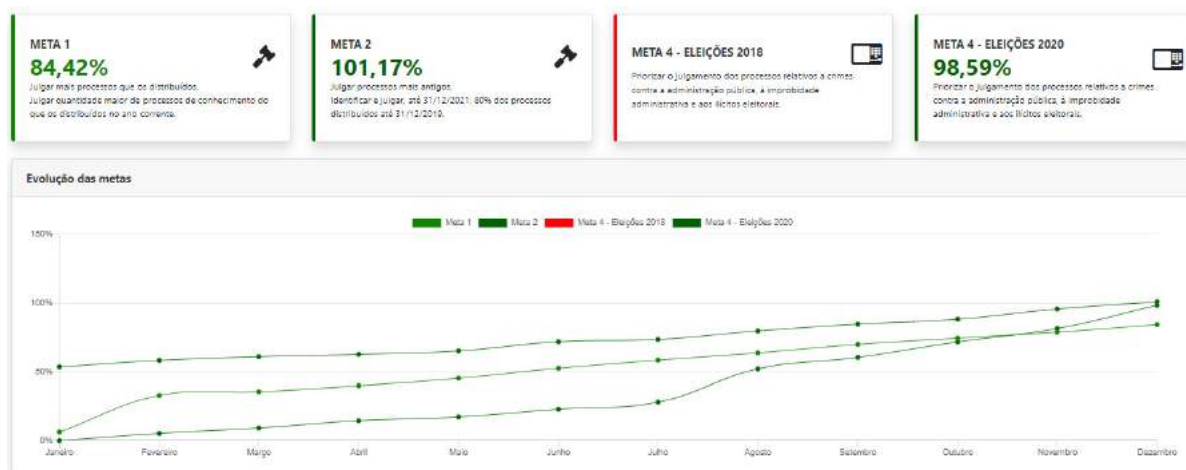 META 1
84,42%
Julgar mais processos que os distribuídos.
Julgar quantidade maior de processos de conhecimento do
que os distribuídos no ano corrente.
META 2
101,17%
Julgar processos mais antigos.
Identificar e julgar, até 31/12/2021, 80% dos processos
distribuídos até 31/12/2019.
META 4 - ELEIÇÕES 2018
Priorizar o julgamento dos processos relativos a crimes
contra a administração pública, à improbidade
administrativa e aos ilícitos eleitorais.
META 4 - ELEIÇÕES 2020
98,59%
Priorizar o julgamento dos processos relativos a crimes
contra a administração pública, à improbidade
administrativa e aos ilícitos eleitorais.
Evolução das metas
Meta 1 Meta 2 Meta 4 - Eleições 2018 Meta 4 - Eleições 2020
150%
100%
50%
0%
Janeiro Fevereiro Março Abril Maio Junho Julho Agosto Setembro Outubro Novembro Dezembro